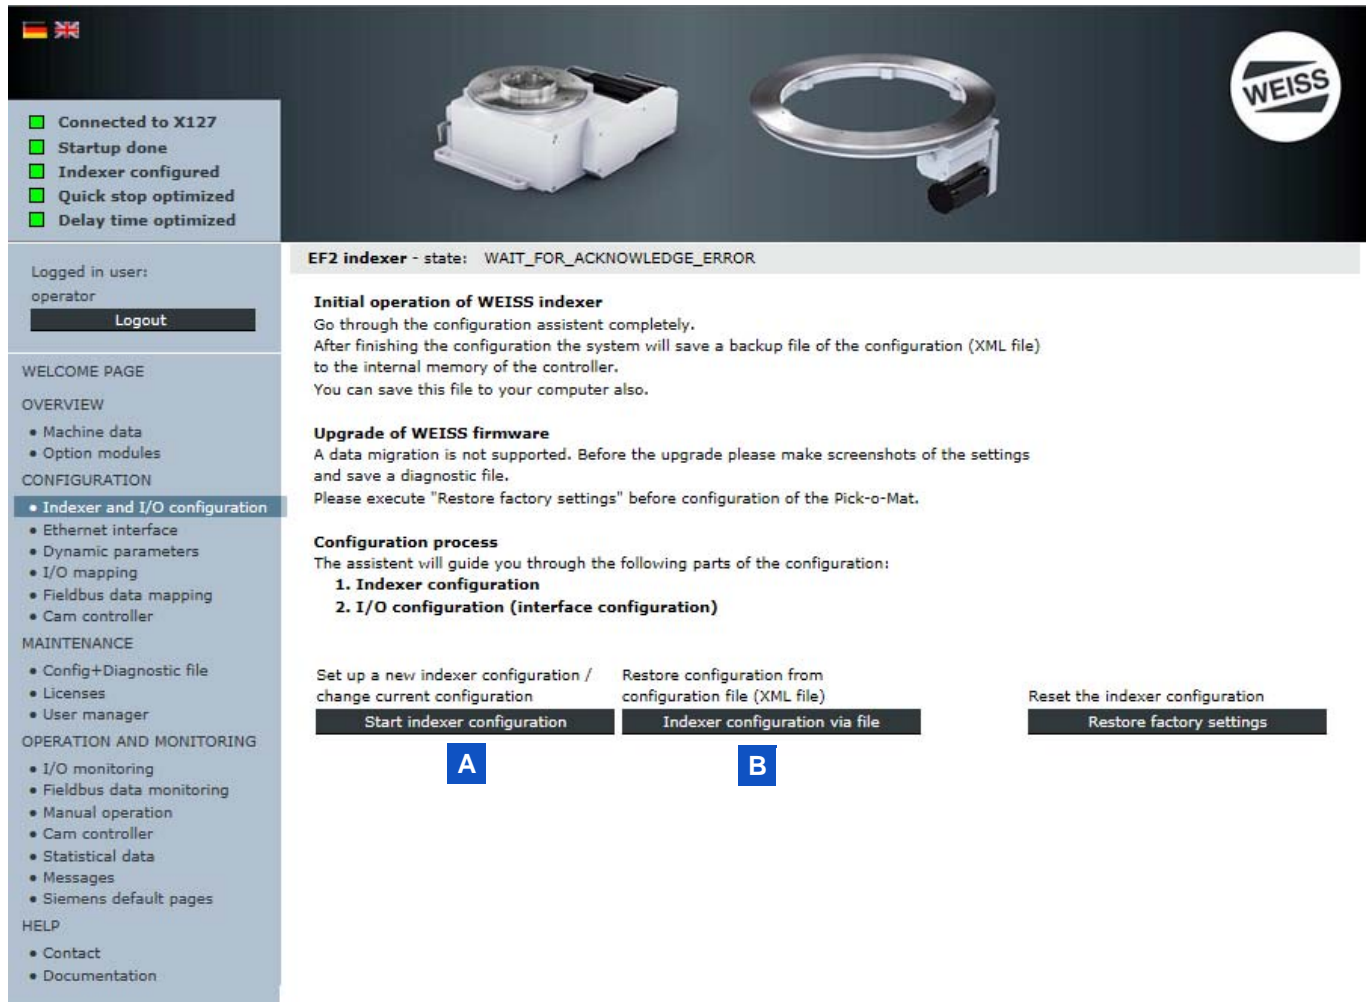 WEISS
Connected to X127
Startup done
Indexer configured
Quick stop optimized
Delay time optimized
Logged in user:
operator
Logout
WELCOME PAGE
OVERVIEW
• Machine data
• Option modules
CONFIGURATION
• Indexer and I/O configuration
• Ethernet interface
• Dynamic parameters
• I/O mapping
• Fieldbus data mapping
• Cam controller
MAINTENANCE
• Config+Diagnostic file
• Licenses
• User manager
OPERATION AND MONITORING
• I/O monitoring
• Fieldbus data monitoring
• Manual operation
• Cam controller
• Statistical data
• Messages
• Siemens default pages
HELP
• Contact
• Documentation
EF2 indexer - state: WAIT_FOR_ACKNOWLEDGE_ERROR
Initial operation of WEISS indexer
Go through the configuration assistent completely.
After finishing the configuration the system will save a backup file of the configuration (XML file)
to the internal memory of the controller.
You can save this file to your computer also.
Upgrade of WEISS firmware
A data migration is not supported. Before the upgrade please make screenshots of the settings
and save a diagnostic file.
Please execute "Restore factory settings" before configuration of the Pick-o-Mat.
Configuration process
The assistent will guide you through the following parts of the configuration:
1. Indexer configuration
2. I/O configuration (interface configuration)
Set up a new indexer configuration /
change current configuration
Start indexer configuration
A
Restore configuration from
configuration file (XML file)
Indexer configuration via file
B
Reset the indexer configuration
Restore factory settings